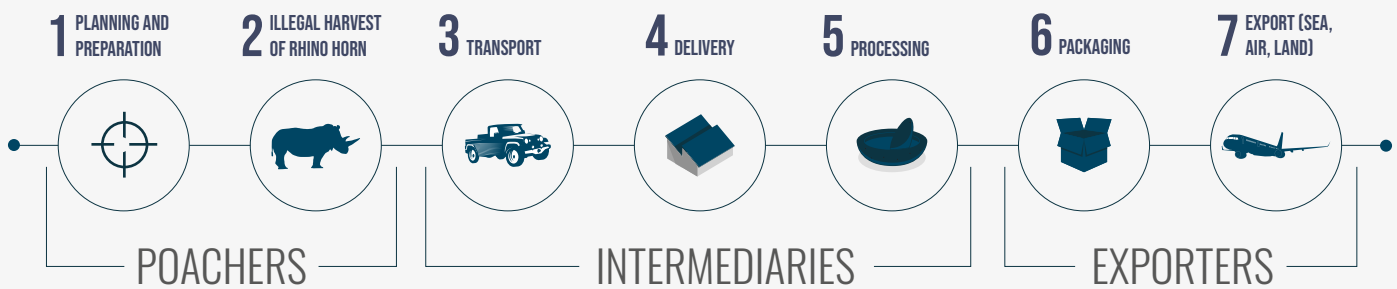 1 PLANNING AND
PREPARATION
2 ILLEGAL HARVEST
OF RHINO HORN
3 TRANSPORT
4 DELIVERY
5 PROCESSING
6 PACKAGING
7 EXPORT (SEA,
AIR, LAND)
POACHERS
INTERMEDIARIES
EXPORTERS